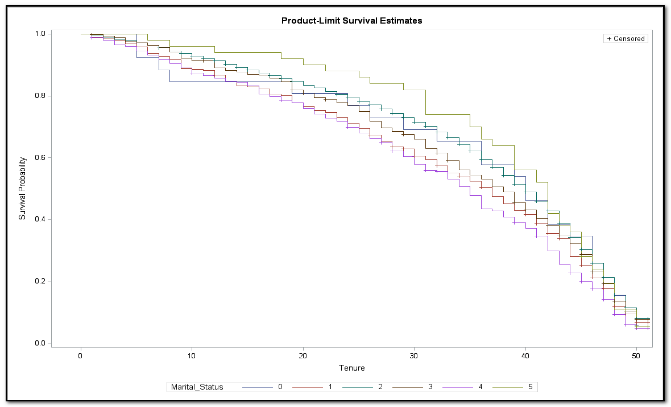 Product-Limit Survival Estimates
+ Censored
1.0
0.8
0.6
0.4
0.2
0.0
Survival Probability
0 10 20 30 40 50
Tenure
Marital_Status 0 1 2 3 4 5